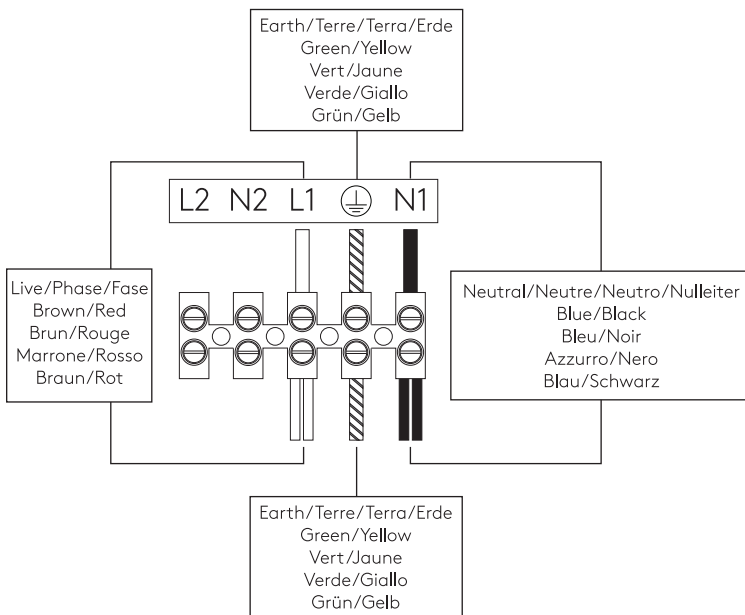 Earth/Terre/Terra/Erde
Green/Yellow
Vert/Jaune
Verde/Giallo
Grün/Gelb
L2 N2 L1 N1
Live/Phase/Fase
Brown/Red
Brun/Rouge
Marrone/Rosso
Braun/Rot
Neutral/Neutre/Neutro/Nulleiter
Blue/Black
Bleu/Noir
Azzurro/Nero
Blau/Schwarz
Earth/Terre/Terra/Erde
Green/Yellow
Vert/Jaune
Verde/Giallo
Grün/Gelb